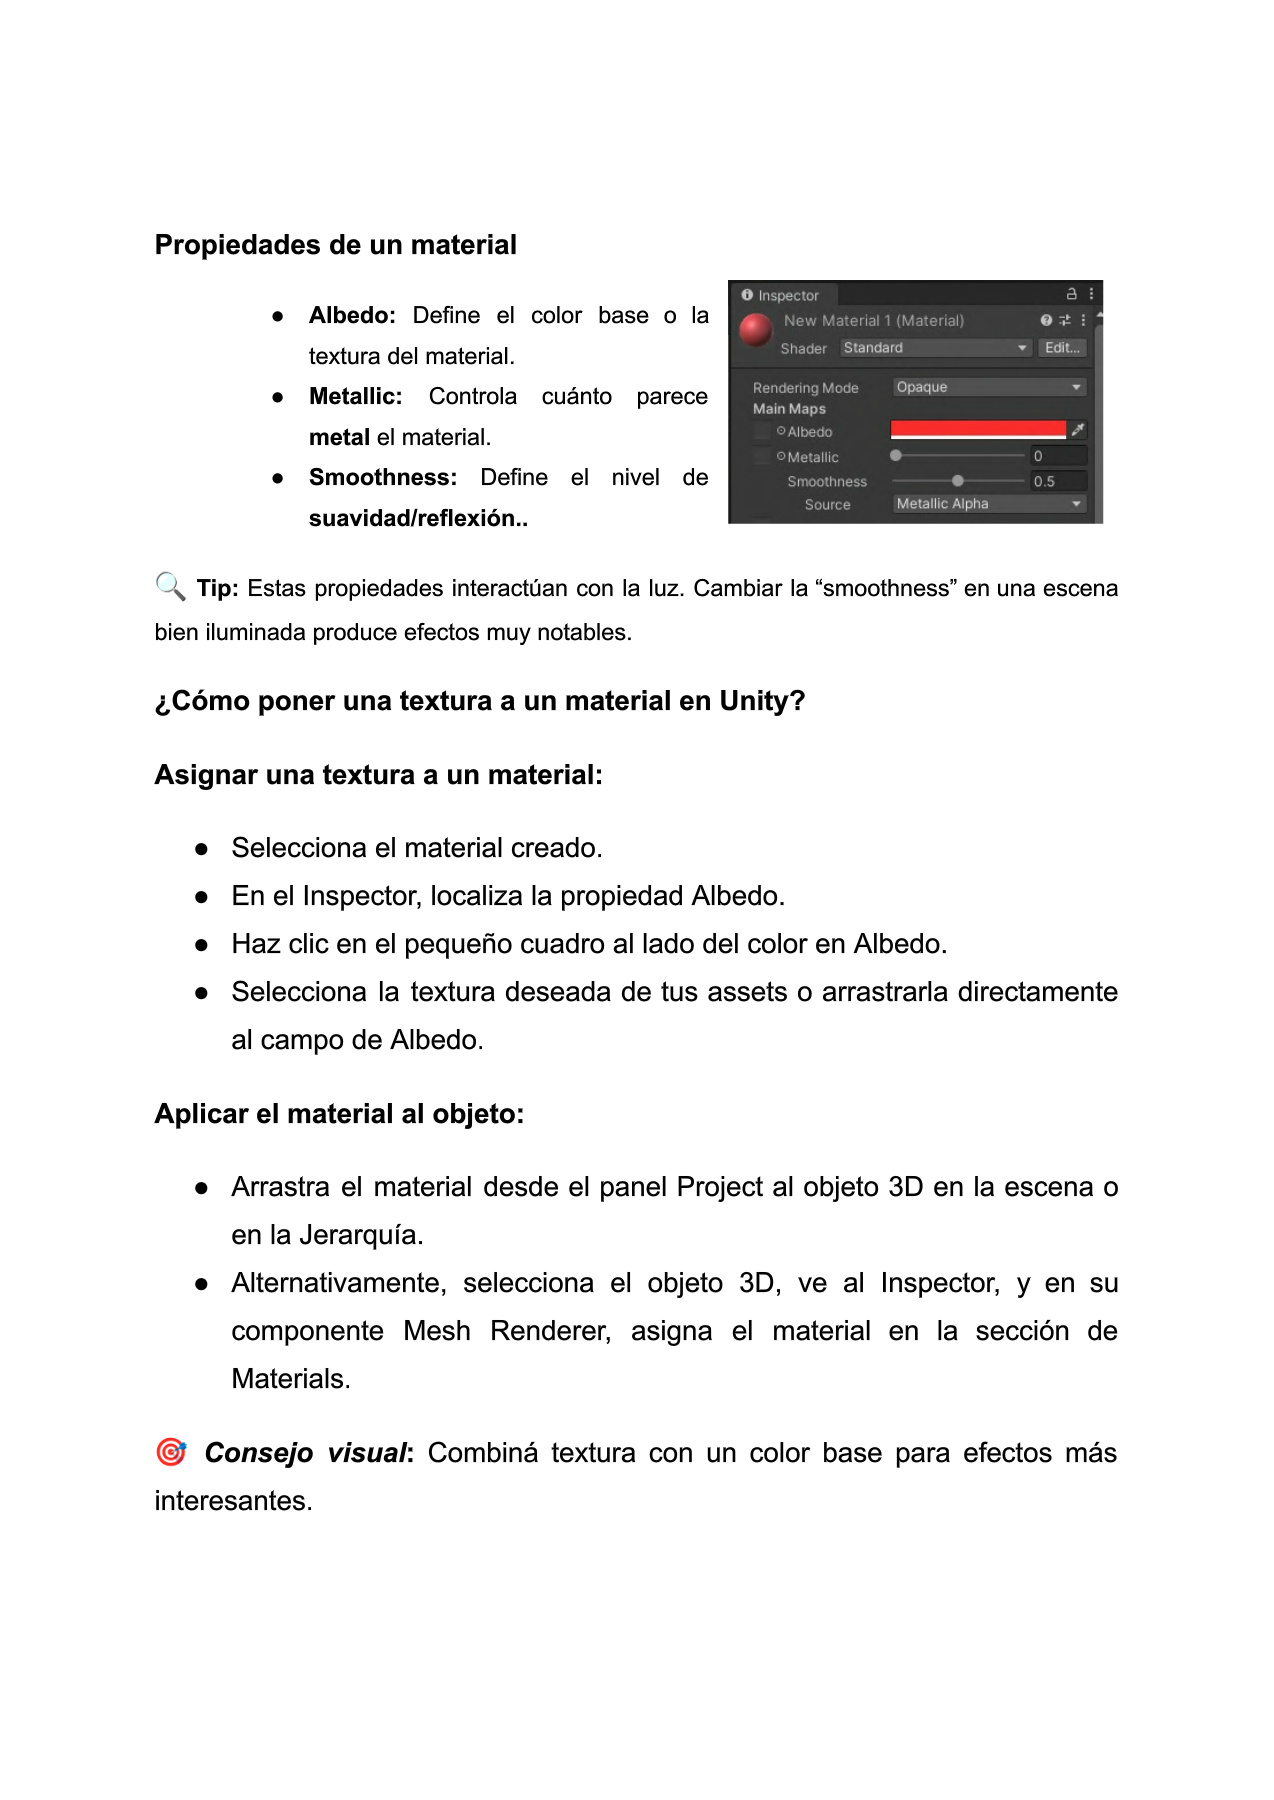 Propiedades de un material
● Albedo: Define el color base o la
textura del material.
● Metallic: Controla cuánto parece
metal el material.
● Smoothness: Define el nivel de
suavidad/reflexión..
Inspector
New Material 1 (Material)
Shader Standard Edit...
Rendering Mode Opaque
Main Maps
Albedo
Metallic 0
Smoothness 0.5
Source Metallic Alpha
🔍 Tip: Estas propiedades interactúan con la luz. Cambiar la “smoothness” en una escena
bien iluminada produce efectos muy notables.
¿Cómo poner una textura a un material en Unity?
Asignar una textura a un material:
● Selecciona el material creado.
● En el Inspector, localiza la propiedad Albedo.
● Haz clic en el pequeño cuadro al lado del color en Albedo.
● Selecciona la textura deseada de tus assets o arrastrarla directamente
al campo de Albedo.
Aplicar el material al objeto:
● Arrastra el material desde el panel Project al objeto 3D en la escena o
en la Jerarquía.
● Alternativamente, selecciona el objeto 3D, ve al Inspector, y en su
componente Mesh Renderer, asigna el material en la sección de
Materials.
🎯 Consejo visual: Combiná textura con un color base para efectos más
interesantes.